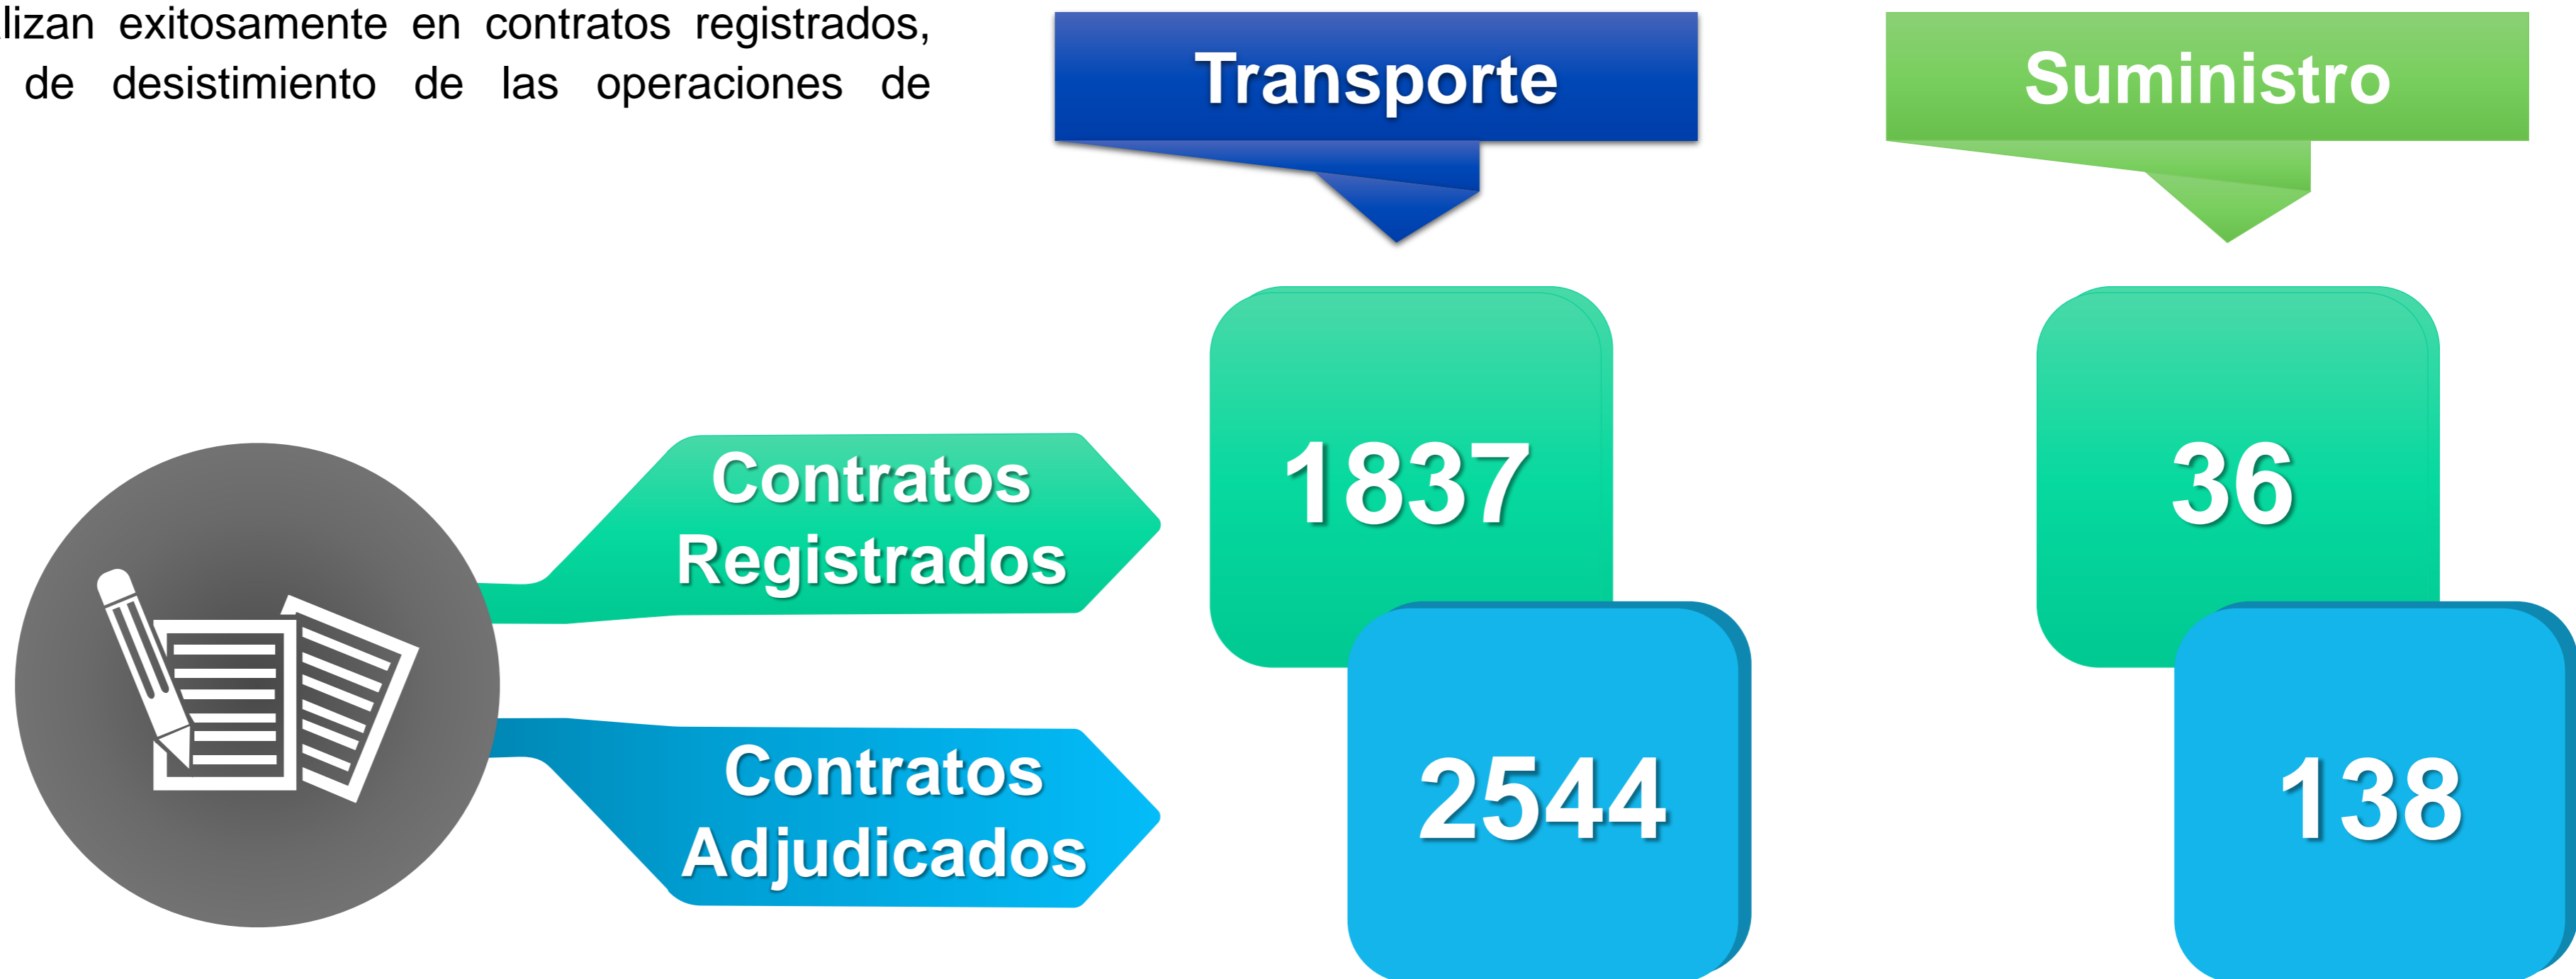 exitosamente en contratos registrados,
de desistimiento de las operaciones de
Transporte
Suministro
Contratos
Registrados
1837
36
Contratos
Adjudicados
2544
138